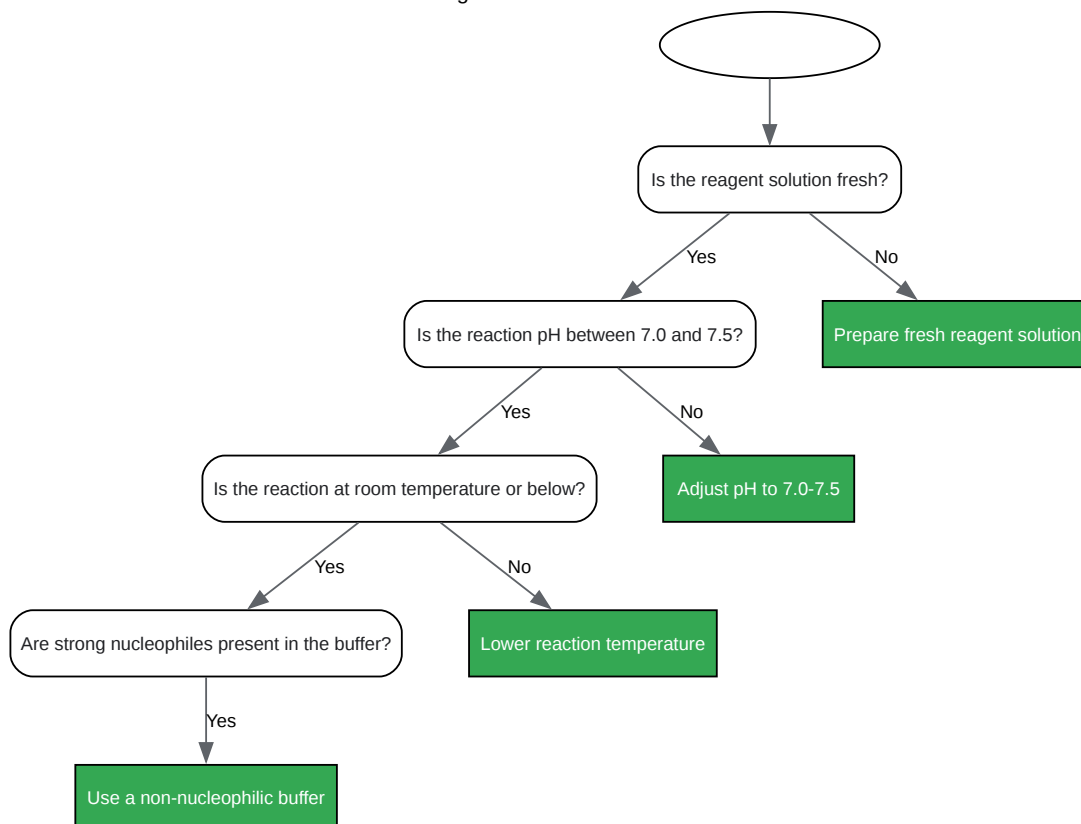 Is the reagent solution fresh?
Yes
No
Is the reaction pH between 7.0 and 7.5?
Prepare fresh reagent solution
Yes
No
Is the reaction at room temperature or below?
Adjust pH to 7.0-7.5
Yes
No
Are strong nucleophiles present in the buffer?
Lower reaction temperature
Yes
Use a non-nucleophilic buffer